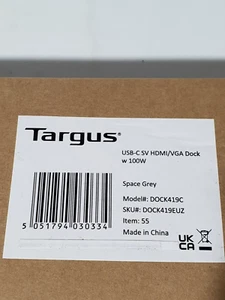 Targus®
USB-C SV HDMI/VGA Dock
w 100W
Space Grey
Model#: DOCK419C
SKU#: DOCK419EUZ
Item: 55
Made in China
5 051794 030334
UK
CA